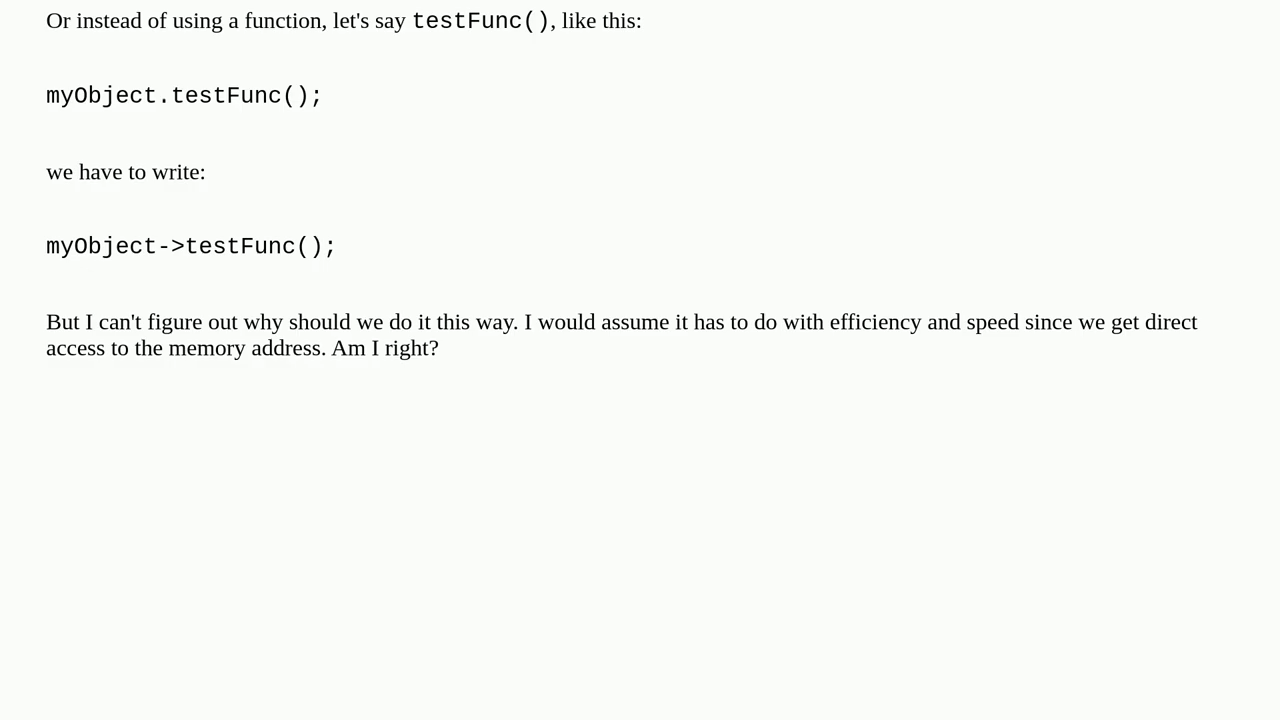 Or instead of using a function, let's say testFunc(), like this:
myObject.testFunc();
we have to write:
myObject->testFunc();
But I can't figure out why should we do it this way. I would assume it has to do with efficiency and speed since we get direct
access to the memory address. Am I right?